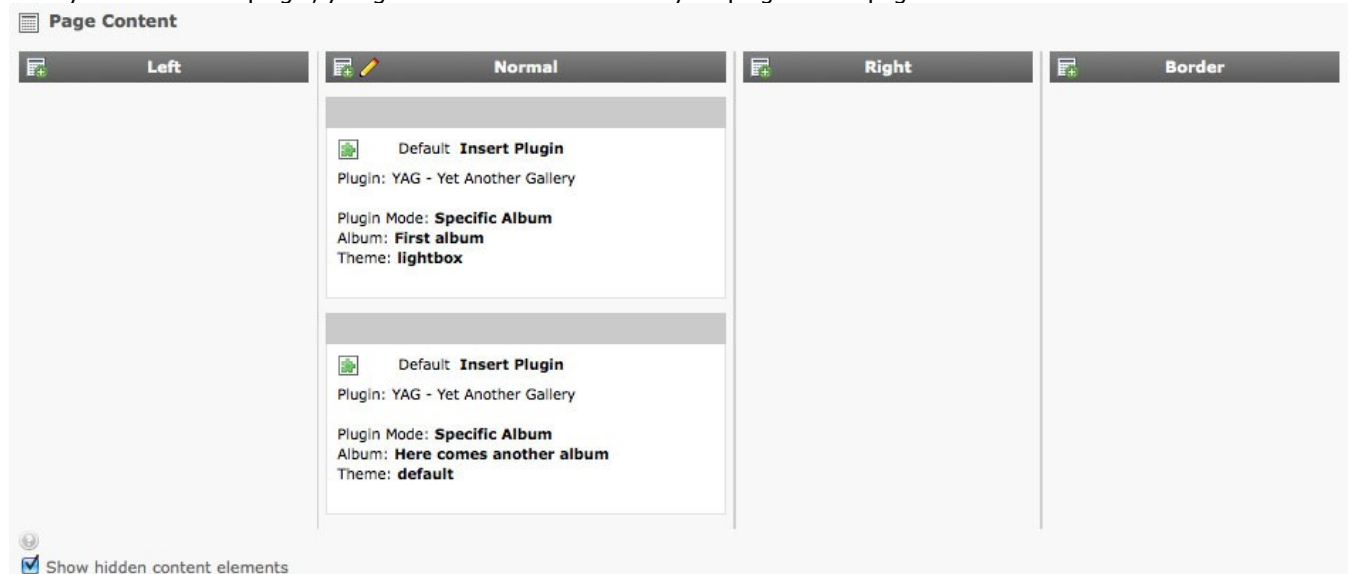 Page Content
Left Normal Right Border
Default Insert Plugin
Plugin: YAG - Yet Another Gallery
Plugin Mode: Specific Album
Album: First album
Theme: lightbox
Default Insert Plugin
Plugin: YAG - Yet Another Gallery
Plugin Mode: Specific Album
Album: Here comes another album
Theme: default
Show hidden content elements